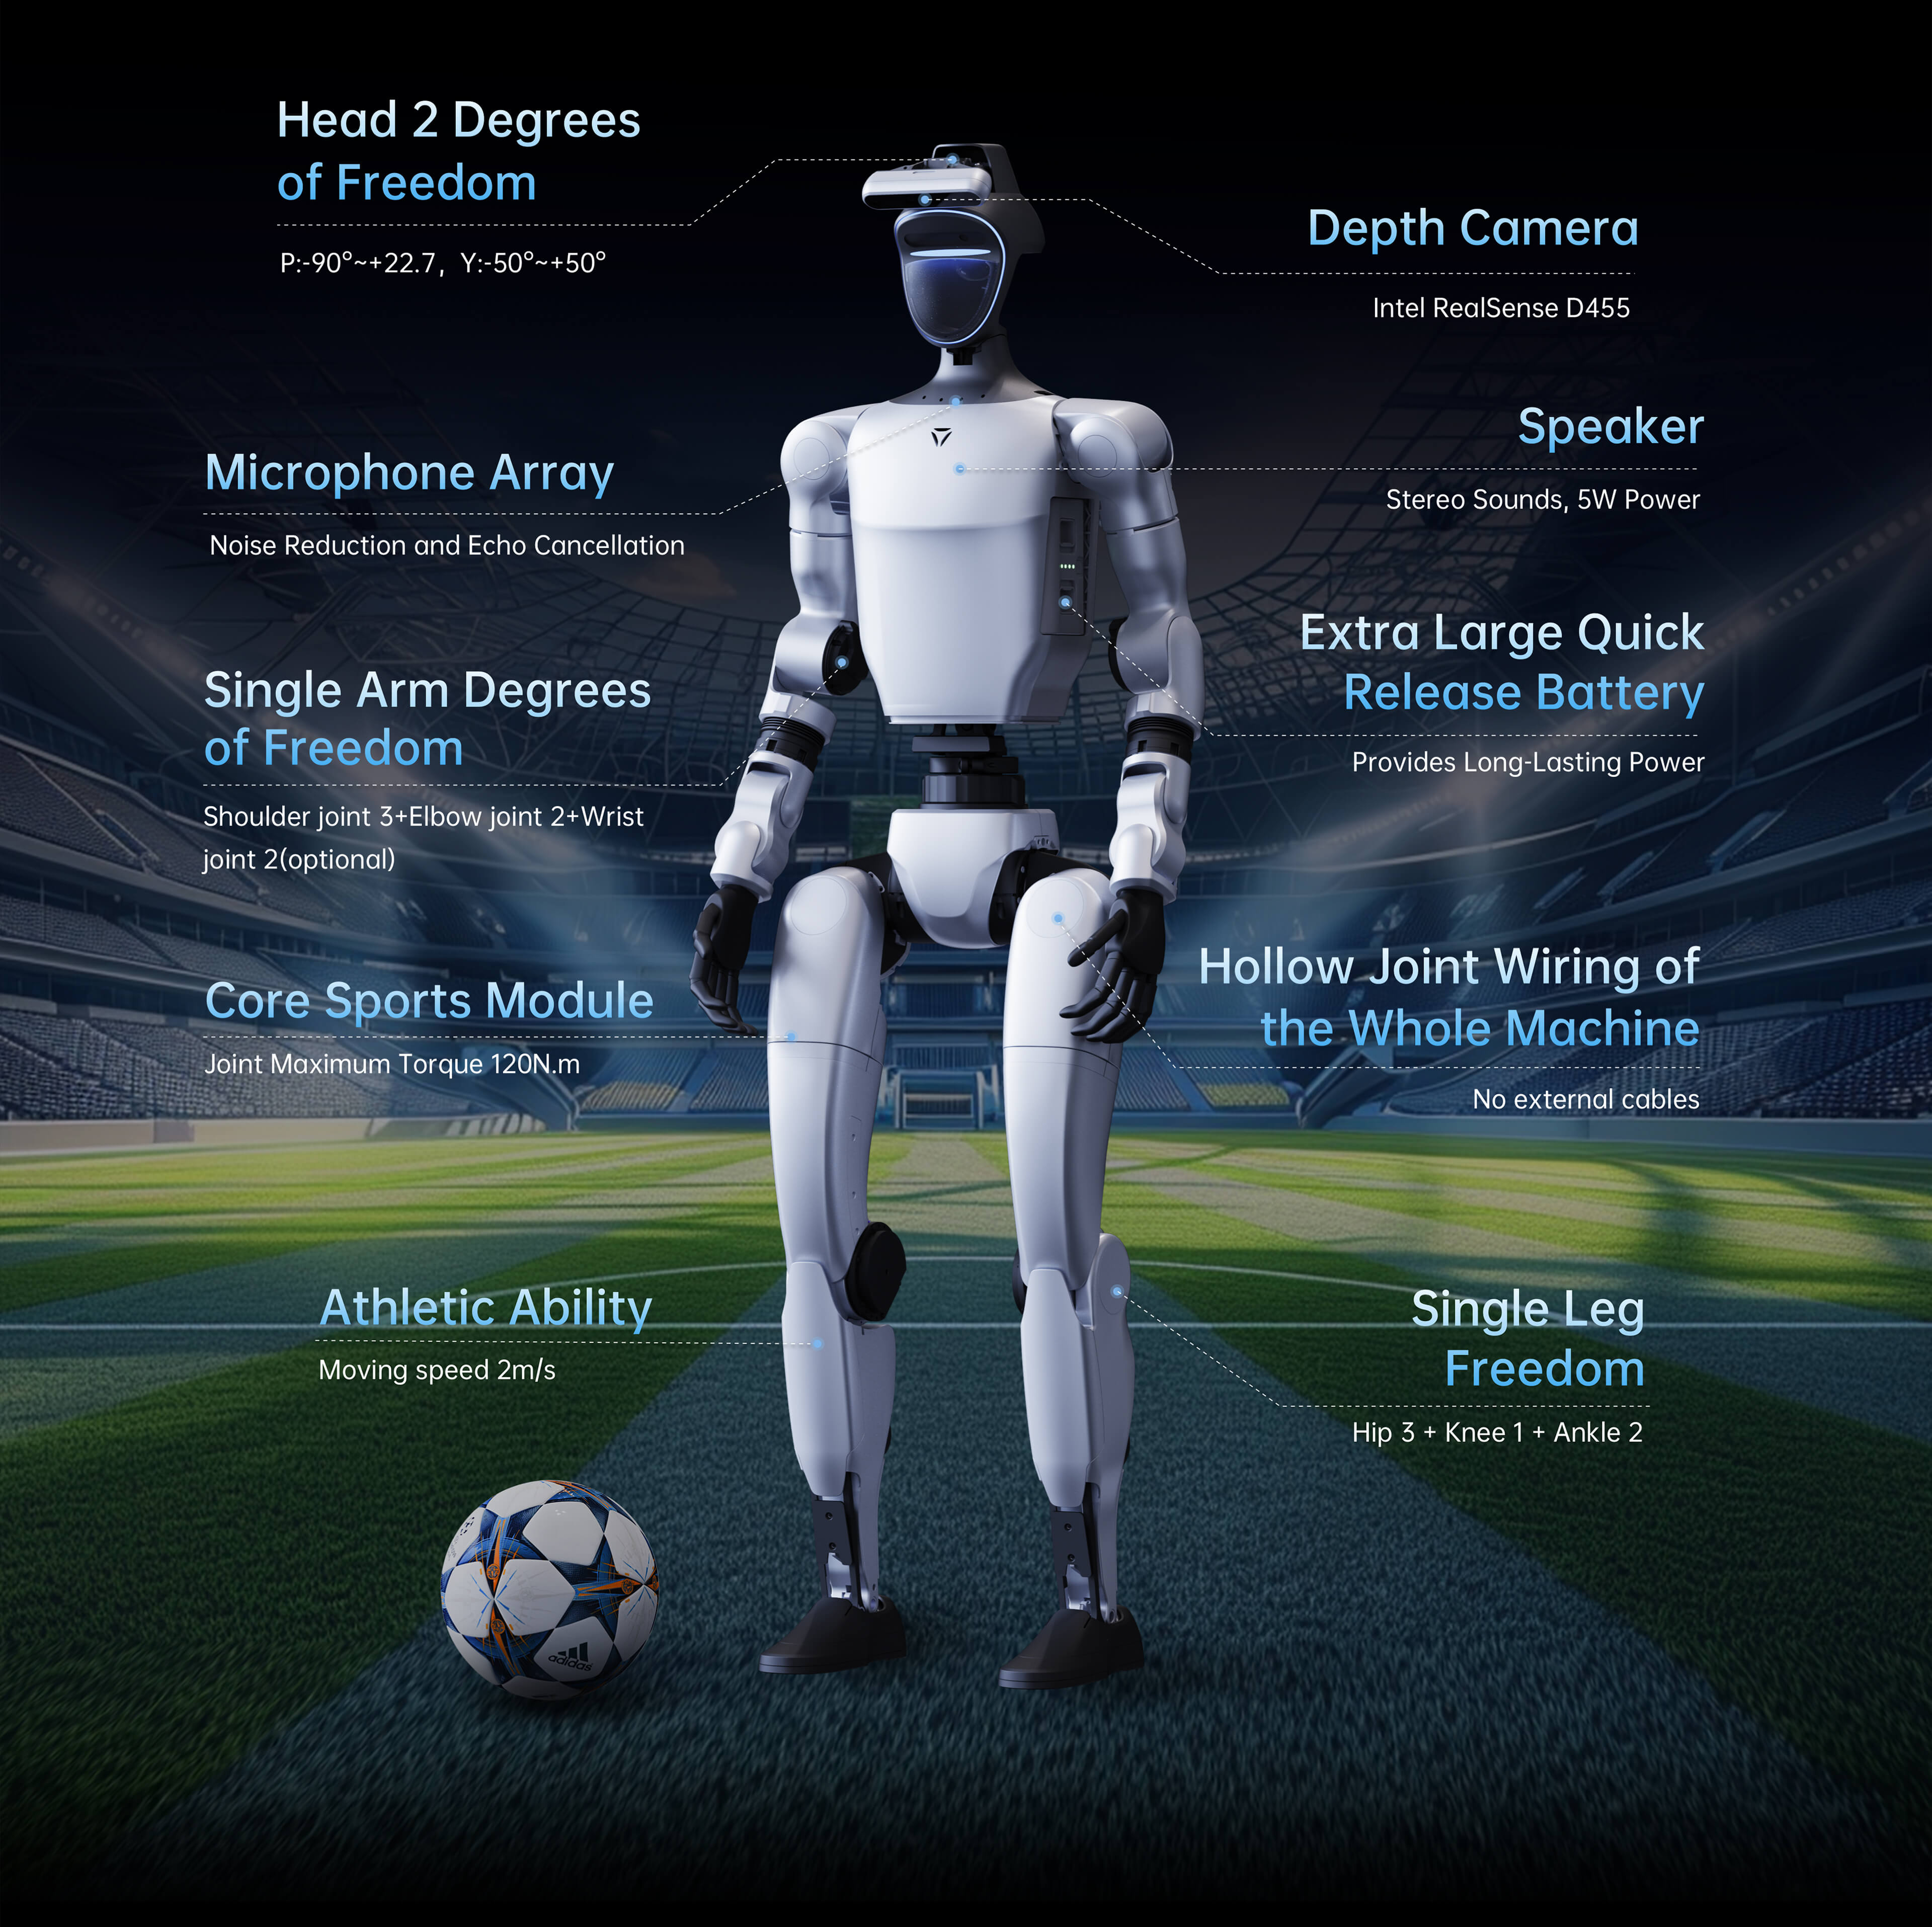 Head 2 Degrees
of Freedom
P:-90°~+22.7, Y:-50°~+50°
Depth Camera
Intel RealSense D455
Speaker
Stereo Sounds, 5W Power
Microphone Array
Noise Reduction and Echo Cancellation
Extra Large Quick
Release Battery
Provides Long-Lasting Power
Single Arm Degrees
of Freedom
Shoulder joint 3+Elbow joint 2+Wrist
joint 2(optional)
Hollow Joint Wiring of
the Whole Machine
No external cables
Core Sports Module
Joint Maximum Torque 120N.m
Athletic Ability
Moving speed 2m/s
Single Leg
Freedom
Hip 3 + Knee 1 + Ankle 2
adidas